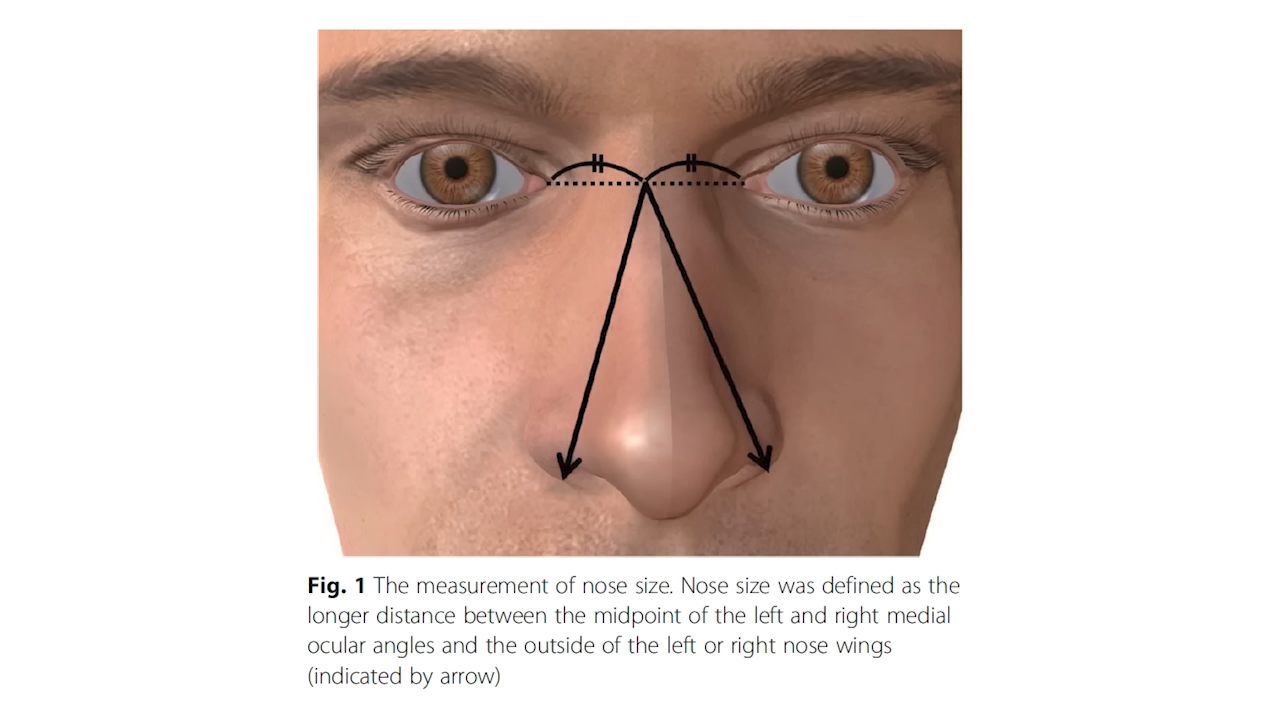 Fig. 1 The measurement of nose size. Nose size was defined as the
longer distance between the midpoint of the left and right medial
ocular angles and the outside of the left or right nose wings
(indicated by arrow)